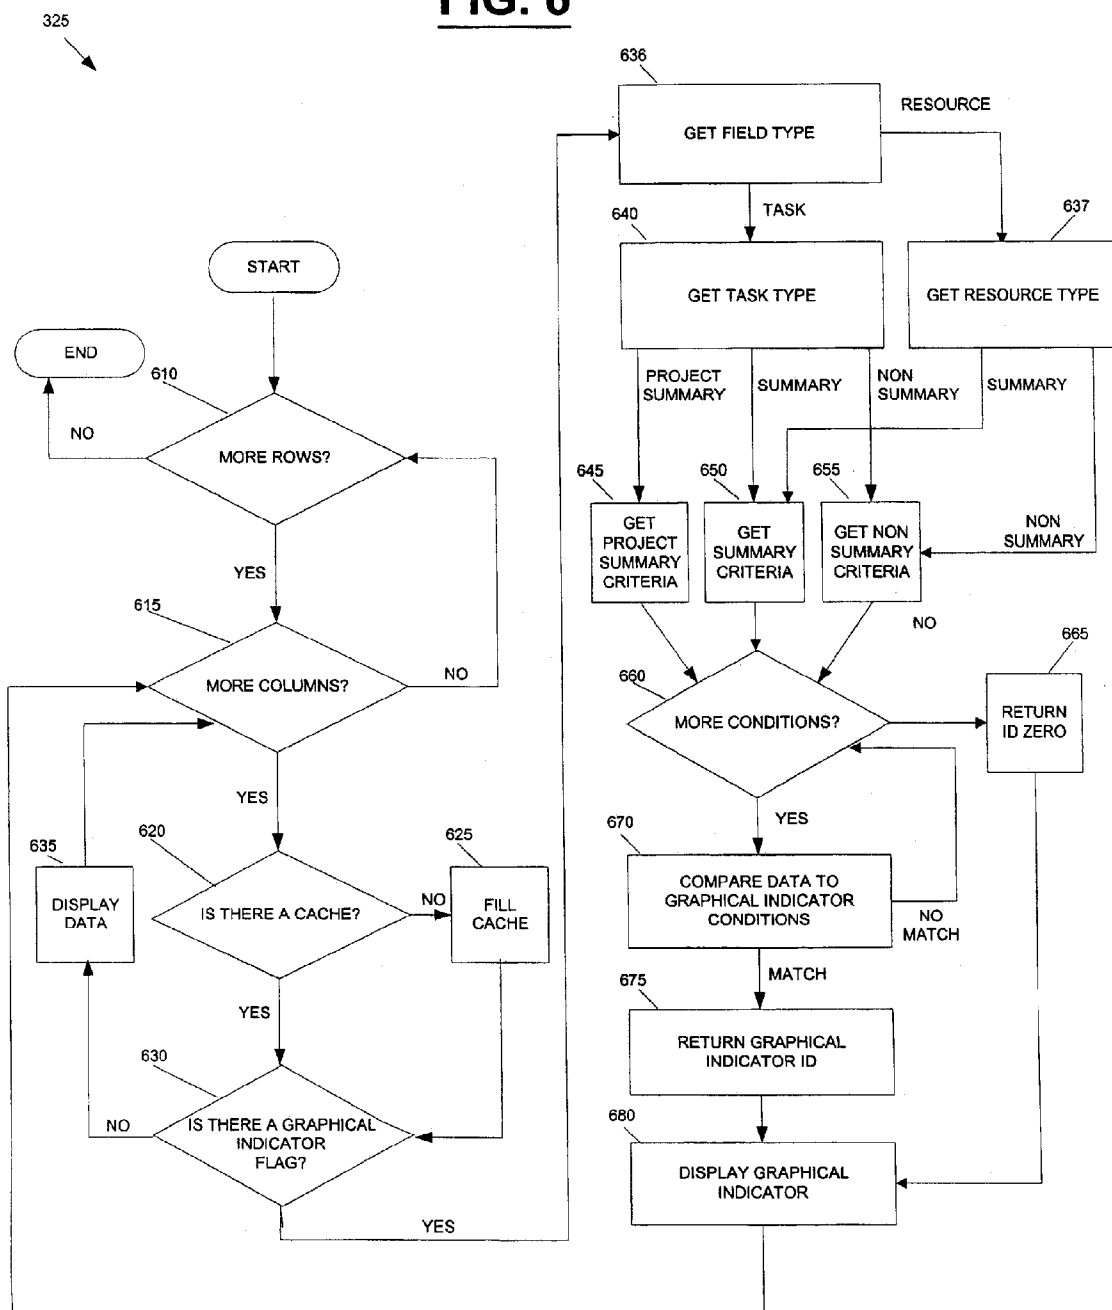 FIG. 6
325
636
RESOURCE
GET FIELD TYPE
TASK
640
637
START
GET TASK TYPE
GET RESOURCE TYPE
END
610
NO
MORE ROWS?
PROJECT
SUMMARY
SUMMARY
NON
SUMMARY
SUMMARY
645
650
655
GET
PROJECT
SUMMARY
CRITERIA
GET
SUMMARY
CRITERIA
GET NON
SUMMARY
CRITERIA
NON
SUMMARY
YES
615
MORE COLUMNS?
NO
NO
660
MORE CONDITIONS?
665
RETURN
ID ZERO
YES
YES
620
IS THERE A CACHE?
NO
625
FILL
CACHE
635
DISPLAY
DATA
670
COMPARE DATA TO
GRAPHICAL INDICATOR
CONDITIONS
NO
MATCH
MATCH
YES
675
RETURN GRAPHICAL
INDICATOR ID
630
IS THERE A GRAPHICAL
INDICATOR
FLAG?
NO
YES
680
DISPLAY GRAPHICAL
INDICATOR